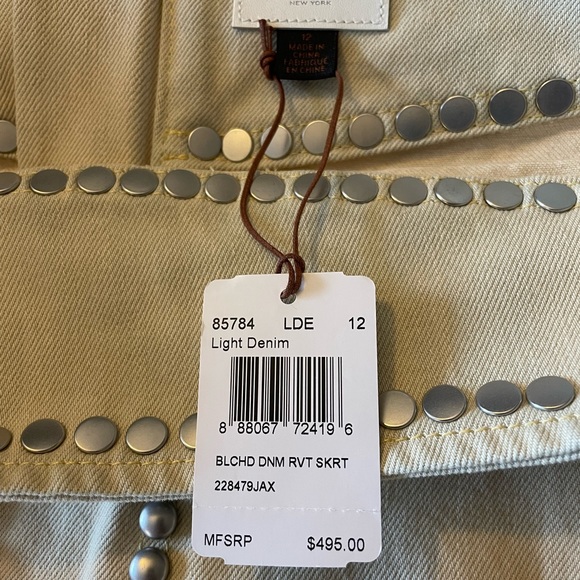 NEW YORK
12
MADE IN
CHINA
FABRIQUE
EN CHINE
85784 LDE 12
Light Denim
8 88067 72419 6
BLCHD DNM RVT SKRT
228479JAX
MFSRP $495.00